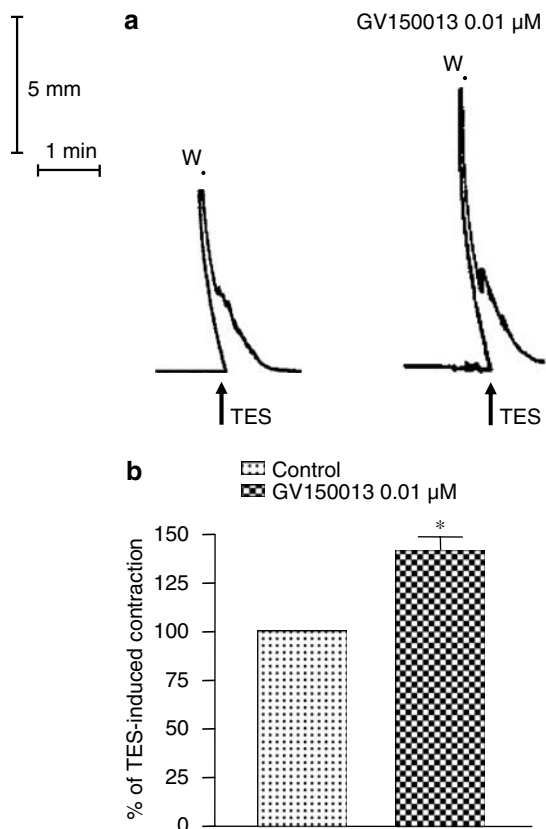 a
GV150013 0.01 μM
5 mm
1 min
W
W
TES
TES
b
Control
GV150013 0.01 μM
% of TES-induced contraction
150
125
100
75
50
25
0
*